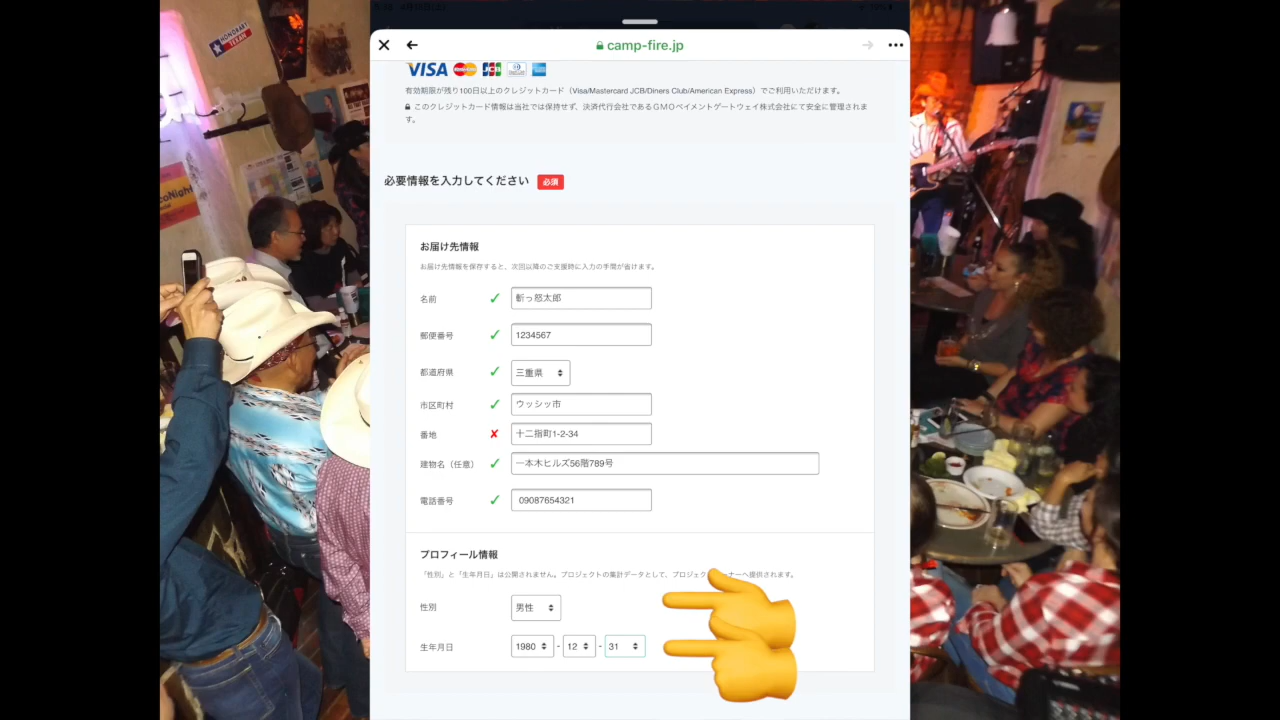 camp-fire.jp
VISA
JCB
有効期限が残り100日以上のクレジットカード（Visa/Mastercard JCB/Diners Club/American Express）でご利用いただけます。
このクレジットカード情報は当社では保持せず、決済代行会社であるGMOペイメントゲートウェイ株式会社にて安全に管理されま
す。
必要情報を入力してください 必須
お届け先情報
お届け先情報を保存すると、次回以降のご支援時に入力の手間が省けます。
名前 ✓ 斬っ怒太郎
郵便番号 ✓ 1234567
都道府県 ✓ 三重県
市区町村 ✓ ウッシッ市
番地 ✘ 十二指町1-2-34
建物名（任意） ✓ 一本木ヒルズ56階789号
電話番号 ✓ 09087654321
プロフィール情報
「性別」と「生年月日」は公開されません。プロジェクトの集計データとして、プロジェク ナーへ提供されます。
性別 男性
生年月日 1980 - 12 - 31
HONORARY
TEXAN